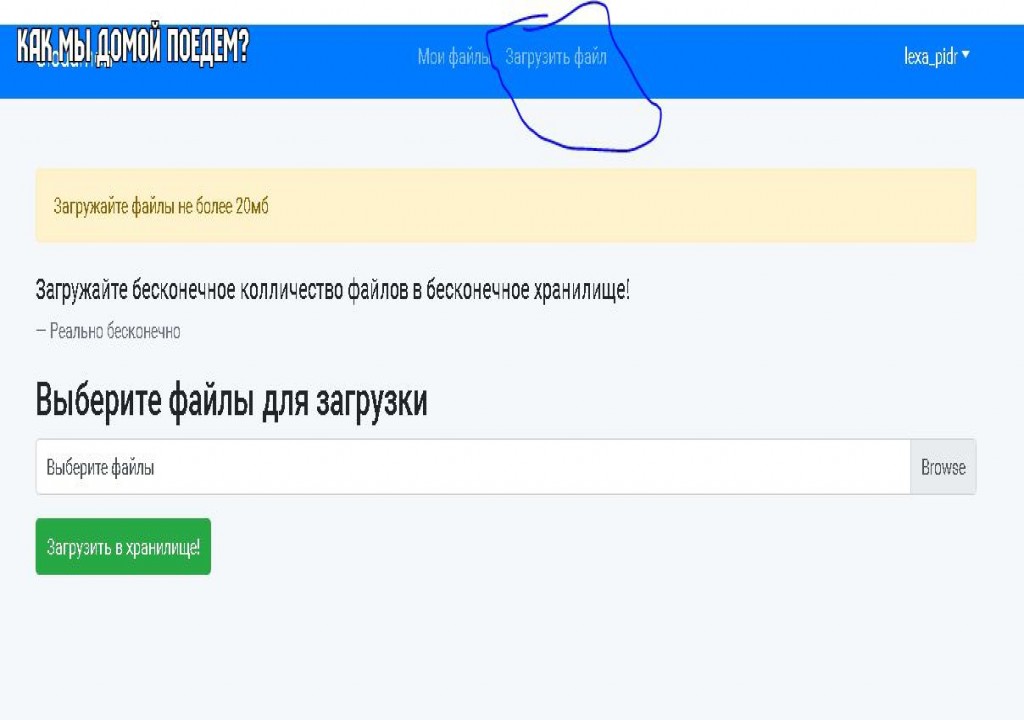 КАК МЫ ДОМОЙ ПОЕДЕМ?
Мои файлы Загрузить файл lexa_pidr
Загружайте файлы не более 20мб
Загружайте бесконечное колличество файлов в бесконечное хранилище!
— Реально бесконечно
Выберите файлы для загрузки
Выберите файлы Browse
Загрузить в хранилище!